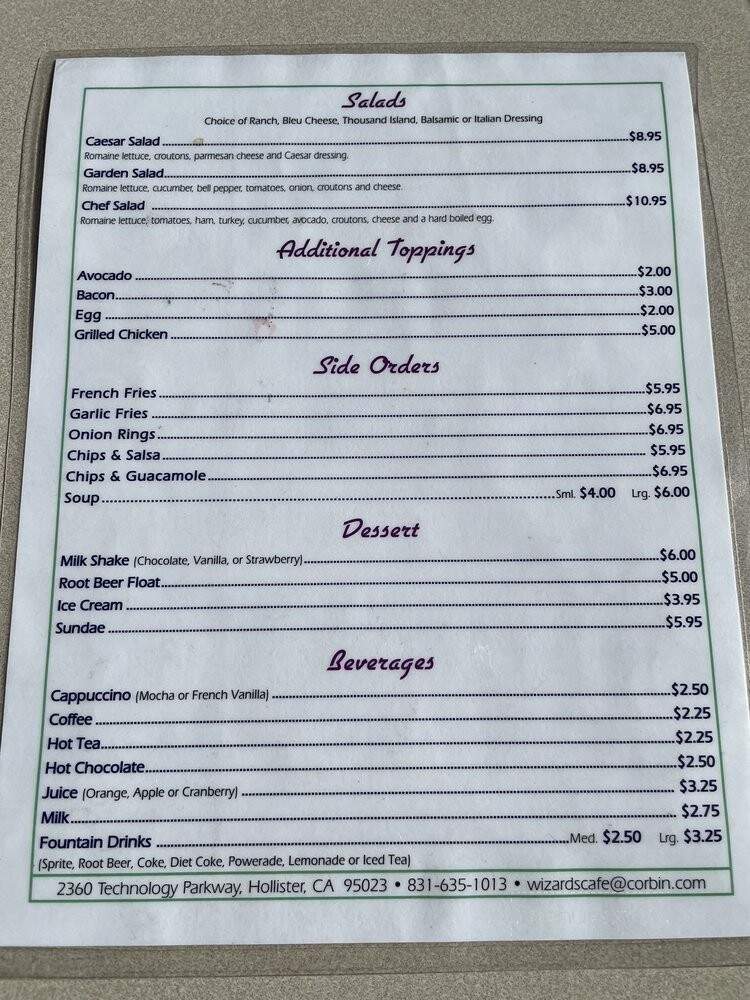 Salads
Choice of Ranch, Bleu Cheese, Thousand Island, Balsamic or Italian Dressing
Caesar Salad $8.95
Romaine lettuce, croutons, parmesan cheese and Caesar dressing.
Garden Salad $8.95
Romaine lettuce, cucumber, bell pepper, tomatoes, onion, croutons and cheese.
Chef Salad $10.95
Romaine lettuce, tomatoes, ham, turkey, cucumber, avocado, croutons, cheese and a hard boiled egg.
Additional Toppings
Avocado $2.00
Bacon $3.00
Egg $2.00
Grilled Chicken $5.00
Side Orders
French Fries $5.95
Garlic Fries $6.95
Onion Rings $6.95
Chips & Salsa $5.95
Chips & Guacamole $6.95
Soup Sml. $4.00 Lrg. $6.00
Dessert
Milk Shake (Chocolate, Vanilla, or Strawberry) $6.00
Root Beer Float $5.00
Ice Cream $3.95
Sundae $5.95
Beverages
Cappuccino (Mocha or French Vanilla) $2.50
Coffee $2.25
Hot Tea $2.25
Hot Chocolate $2.50
Juice (Orange, Apple or Cranberry) $3.25
Milk $2.75
Fountain Drinks Med. $2.50 Lrg. $3.25
(Sprite, Root Beer, Coke, Diet Coke, Powerade, Lemonade or Iced Tea)
2360 Technology Parkway, Hollister, CA 95023 • 831-635-1013 • wizardscafe@corbin.com